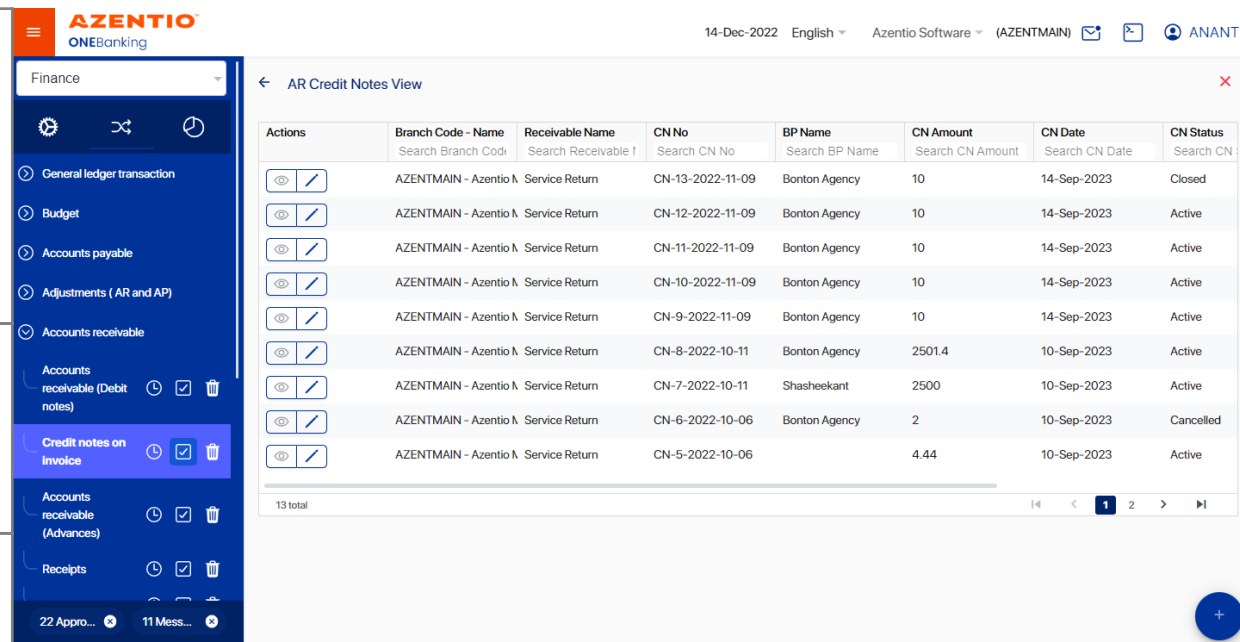 AZENTIO
ONEBanking
14-Dec-2022 English Azentio Software (AZENTMAIN) ANANT
Finance
General ledger transaction
Budget
Accounts payable
Adjustments ( AR and AP)
Accounts receivable
Accounts
receivable (Debit
notes)
Credit notes on
invoice
Accounts
receivable
(Advances)
Receipts
22 Appro... 11 Mess...
AR Credit Notes View
Actions Branch Code - Name Receivable Name CN No BP Name CN Amount CN Date CN Status
Search Branch Code Search Receivable Search CN No Search BP Name Search CN Amount Search CN Date Search CN
AZENTMAIN - Azentio Service Return CN-13-2022-11-09 Bonton Agency 10 14-Sep-2023 Closed
AZENTMAIN - Azentio Service Return CN-12-2022-11-09 Bonton Agency 10 14-Sep-2023 Active
AZENTMAIN - Azentio Service Return CN-11-2022-11-09 Bonton Agency 10 14-Sep-2023 Active
AZENTMAIN - Azentio Service Return CN-10-2022-11-09 Bonton Agency 10 14-Sep-2023 Active
AZENTMAIN - Azentio Service Return CN-9-2022-11-09 Bonton Agency 10 14-Sep-2023 Active
AZENTMAIN - Azentio Service Return CN-8-2022-10-11 Bonton Agency 2501.4 10-Sep-2023 Active
AZENTMAIN - Azentio Service Return CN-7-2022-10-11 Shasheekant 2500 10-Sep-2023 Active
AZENTMAIN - Azentio Service Return CN-6-2022-10-06 Bonton Agency 2 10-Sep-2023 Cancelled
AZENTMAIN - Azentio Service Return CN-5-2022-10-06 4.44 10-Sep-2023 Active
13 total 1 2